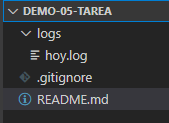 DEMO-05-TAREA
logs
hoy.log
.gitignore
README.md